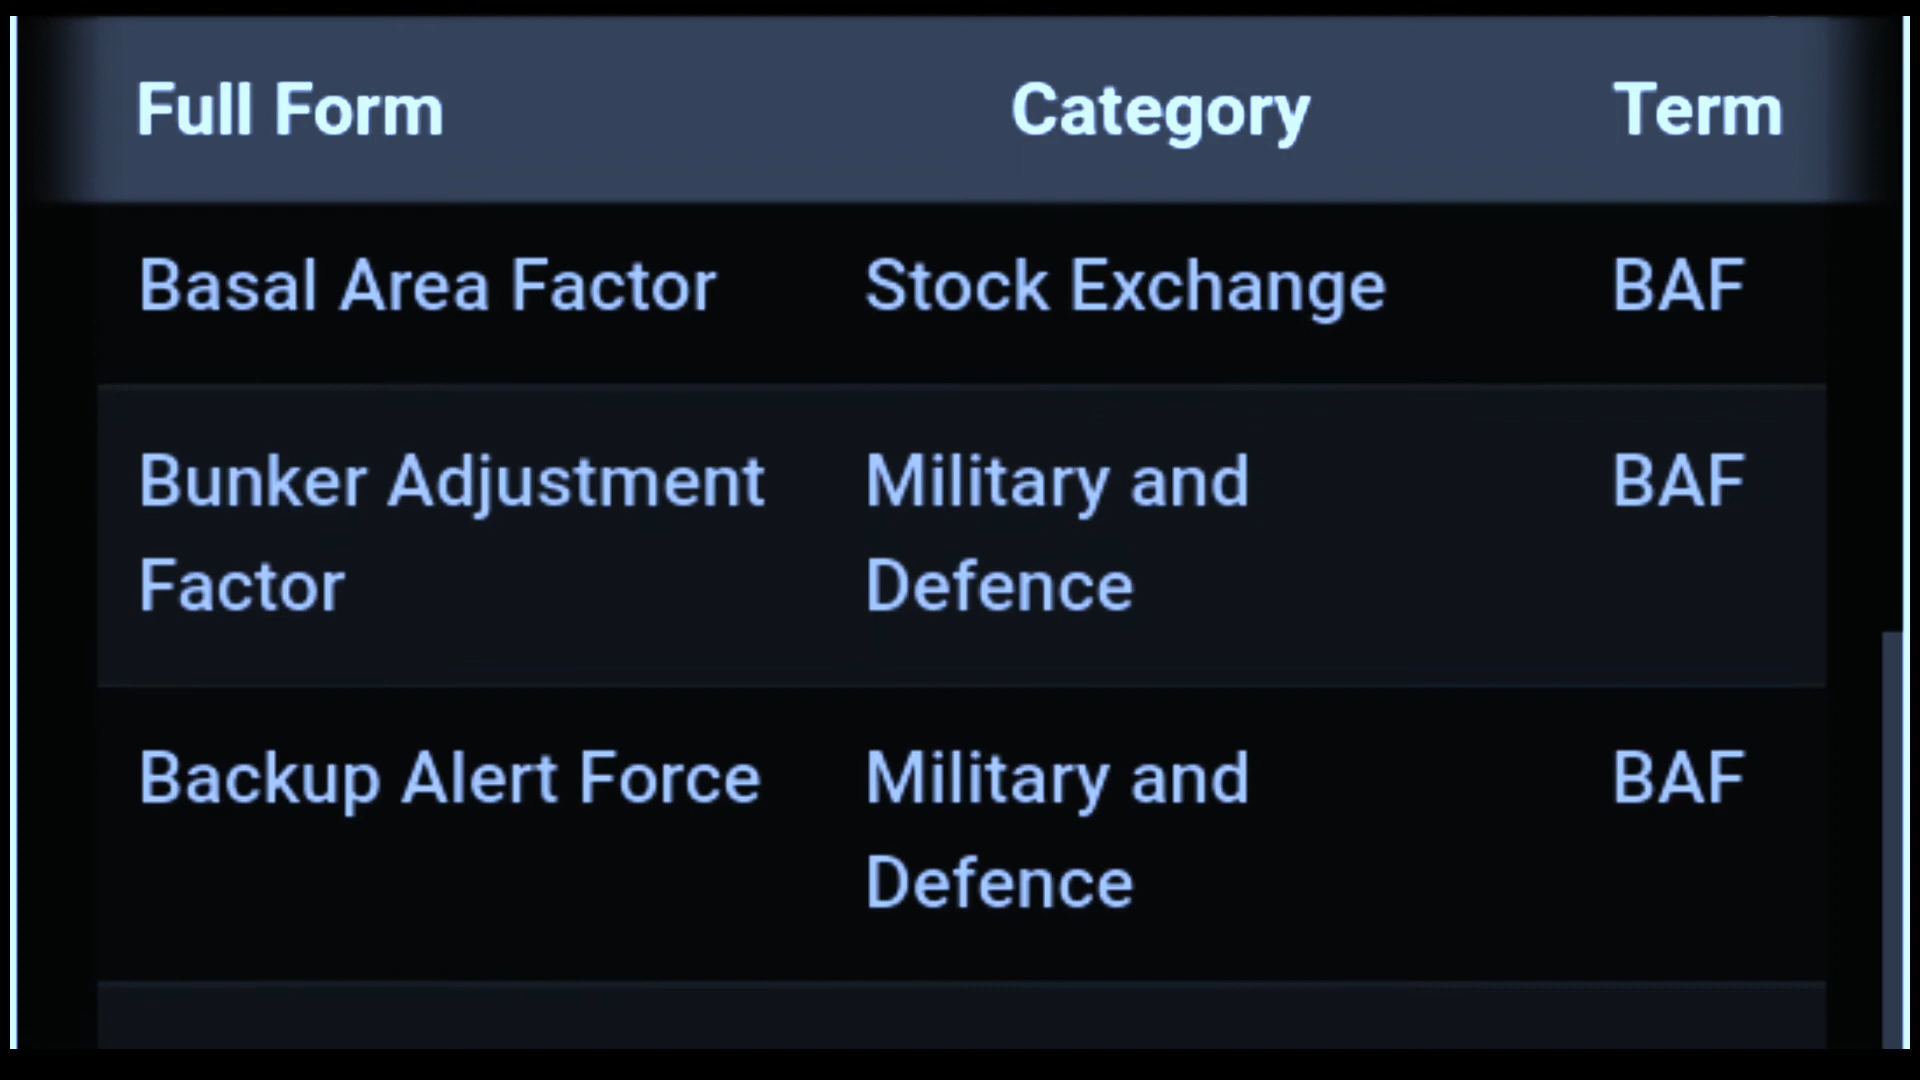 Full Form Category Term
Basal Area Factor Stock Exchange BAF
Bunker Adjustment Military and BAF
Factor Defence
Backup Alert Force Military and BAF
Defence